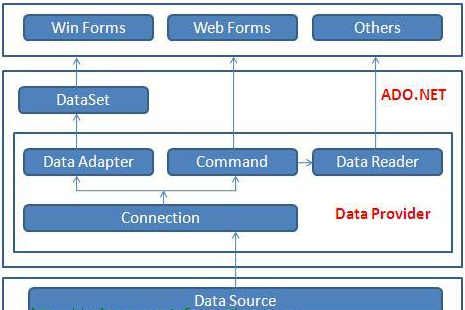 Win Forms
Web Forms
Others
DataSet
ADO.NET
Data Adapter
Command
Data Reader
Connection
Data Provider
Data Source